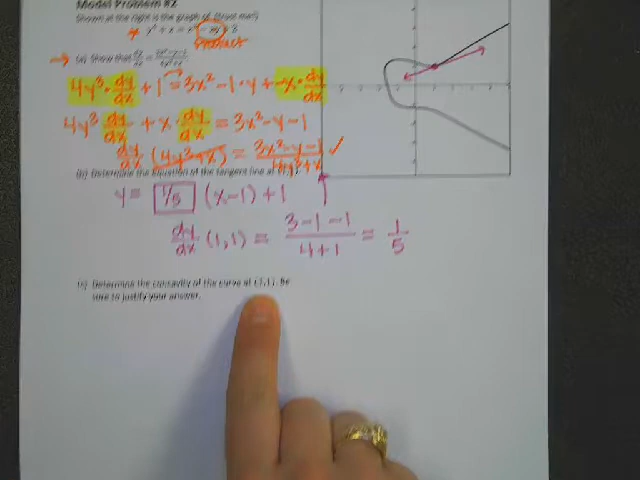 Model Problem #2
Shown at the right is the graph of
* y⁴ + x = x³ - xy + 2
Product
→ (a) Show that dy/dx = (3x²-y-1)/(4y³+x)
4y³ · dy/dx + 1 = 3x² - 1 · y + -x · dy/dx
4y³ dy/dx + x · dy/dx = 3x² - y - 1
dy/dx (4y³+x) = (3x²-y-1)/(4y³+x) ✓
(b) Determine the equation of the tangent line at
y = 1/5 (x-1) + 1
dy/dx (1,1) = (3-1-1)/(4+1) = 1/5
(c) Determine the concavity of the curve at (1,1). Be
sure to justify your answer.